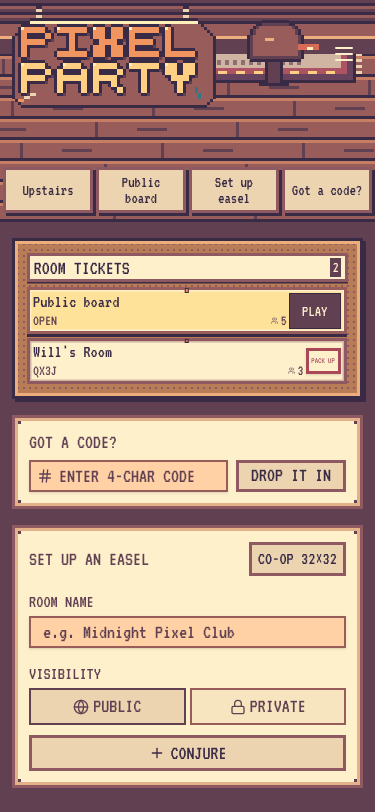 PIXEL
PARTY
Upstairs
Public
board
Set up
easel
Got a code?
ROOM TICKETS
2
Public board
OPEN
5
PLAY
Will's Room
QX3J
3
PACK UP
GOT A CODE?
# ENTER 4-CHAR CODE
DROP IT IN
SET UP AN EASEL
CO-OP 32X32
ROOM NAME
e.g. Midnight Pixel Club
VISIBILITY
PUBLIC
PRIVATE
+ CONJURE